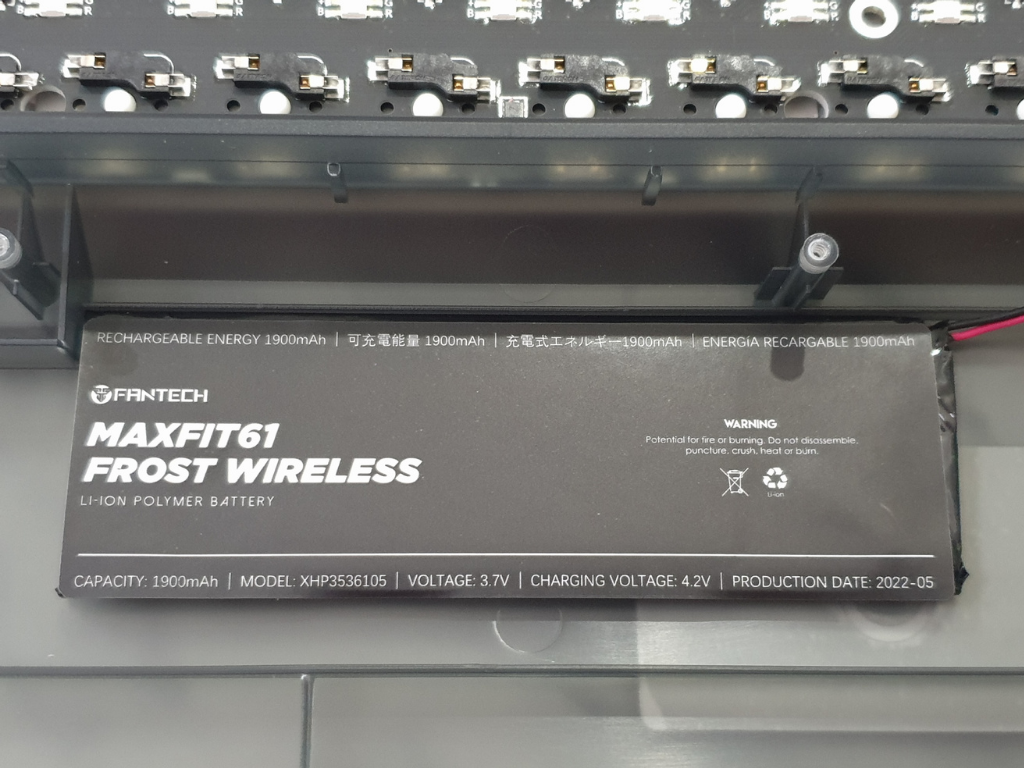 RECHARGEABLE ENERGY 1900mAh | 可充電能量 1900mAh | 充電式エネルギー1900mAh | ENERGÍA RECARGABLE 1900mAh
FANTECH
MAXFIT61
FROST WIRELESS
LI-ION POLYMER BATTERY
WARNING
Potential for fire or burning. Do not disassemble,
puncture, crush, heat or burn.
Li-ion
CAPACITY: 1900mAh | MODEL: XHP3536105 | VOLTAGE: 3.7V | CHARGING VOLTAGE: 4.2V | PRODUCTION DATE: 2022-05